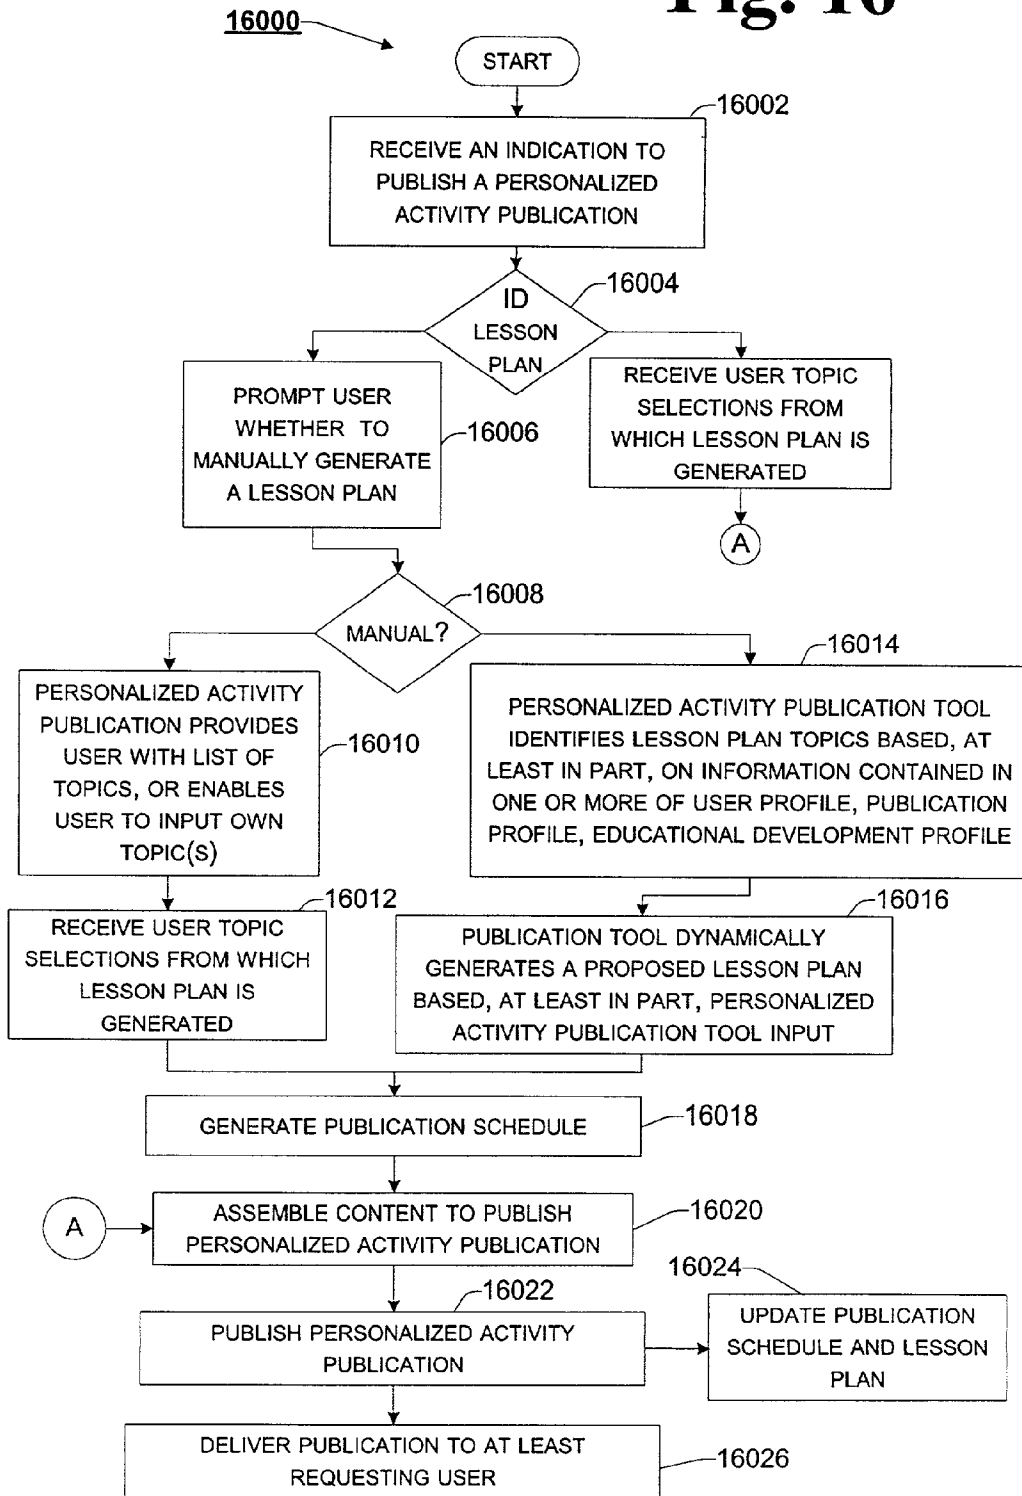 Fig. 16
16000
START
16002
RECEIVE AN INDICATION TO
PUBLISH A PERSONALIZED
ACTIVITY PUBLICATION
16004
ID
LESSON
PLAN
PROMPT USER
WHETHER TO
MANUALLY GENERATE
A LESSON PLAN
16006
RECEIVE USER TOPIC
SELECTIONS FROM
WHICH LESSON PLAN IS
GENERATED
A
16008
MANUAL?
PERSONALIZED ACTIVITY
PUBLICATION PROVIDES
USER WITH LIST OF
TOPICS, OR ENABLES
USER TO INPUT OWN
TOPIC(S)
16010
16014
PERSONALIZED ACTIVITY PUBLICATION TOOL
IDENTIFIES LESSON PLAN TOPICS BASED, AT
LEAST IN PART, ON INFORMATION CONTAINED IN
ONE OR MORE OF USER PROFILE, PUBLICATION
PROFILE, EDUCATIONAL DEVELOPMENT PROFILE
16012
RECEIVE USER TOPIC
SELECTIONS FROM WHICH
LESSON PLAN IS
GENERATED
16016
PUBLICATION TOOL DYNAMICALLY
GENERATES A PROPOSED LESSON PLAN
BASED, AT LEAST IN PART, PERSONALIZED
ACTIVITY PUBLICATION TOOL INPUT
GENERATE PUBLICATION SCHEDULE
16018
A
ASSEMBLE CONTENT TO PUBLISH
PERSONALIZED ACTIVITY PUBLICATION
16020
16022
PUBLISH PERSONALIZED ACTIVITY
PUBLICATION
16024
UPDATE PUBLICATION
SCHEDULE AND LESSON
PLAN
DELIVER PUBLICATION TO AT LEAST
REQUESTING USER
16026